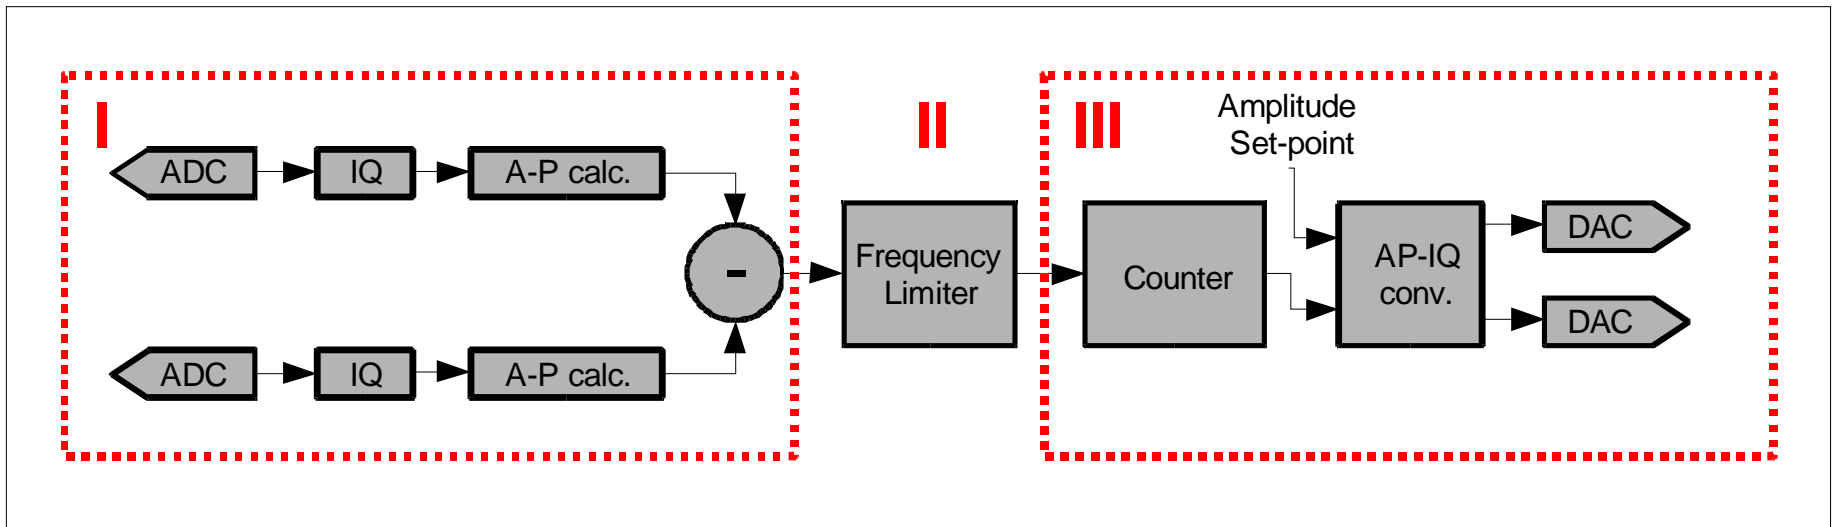 I
II
III
Amplitude
Set-point
ADC
IQ
A-P calc.
-
Frequency
Limiter
Counter
AP-IQ
conv.
DAC
DAC
ADC
IQ
A-P calc.